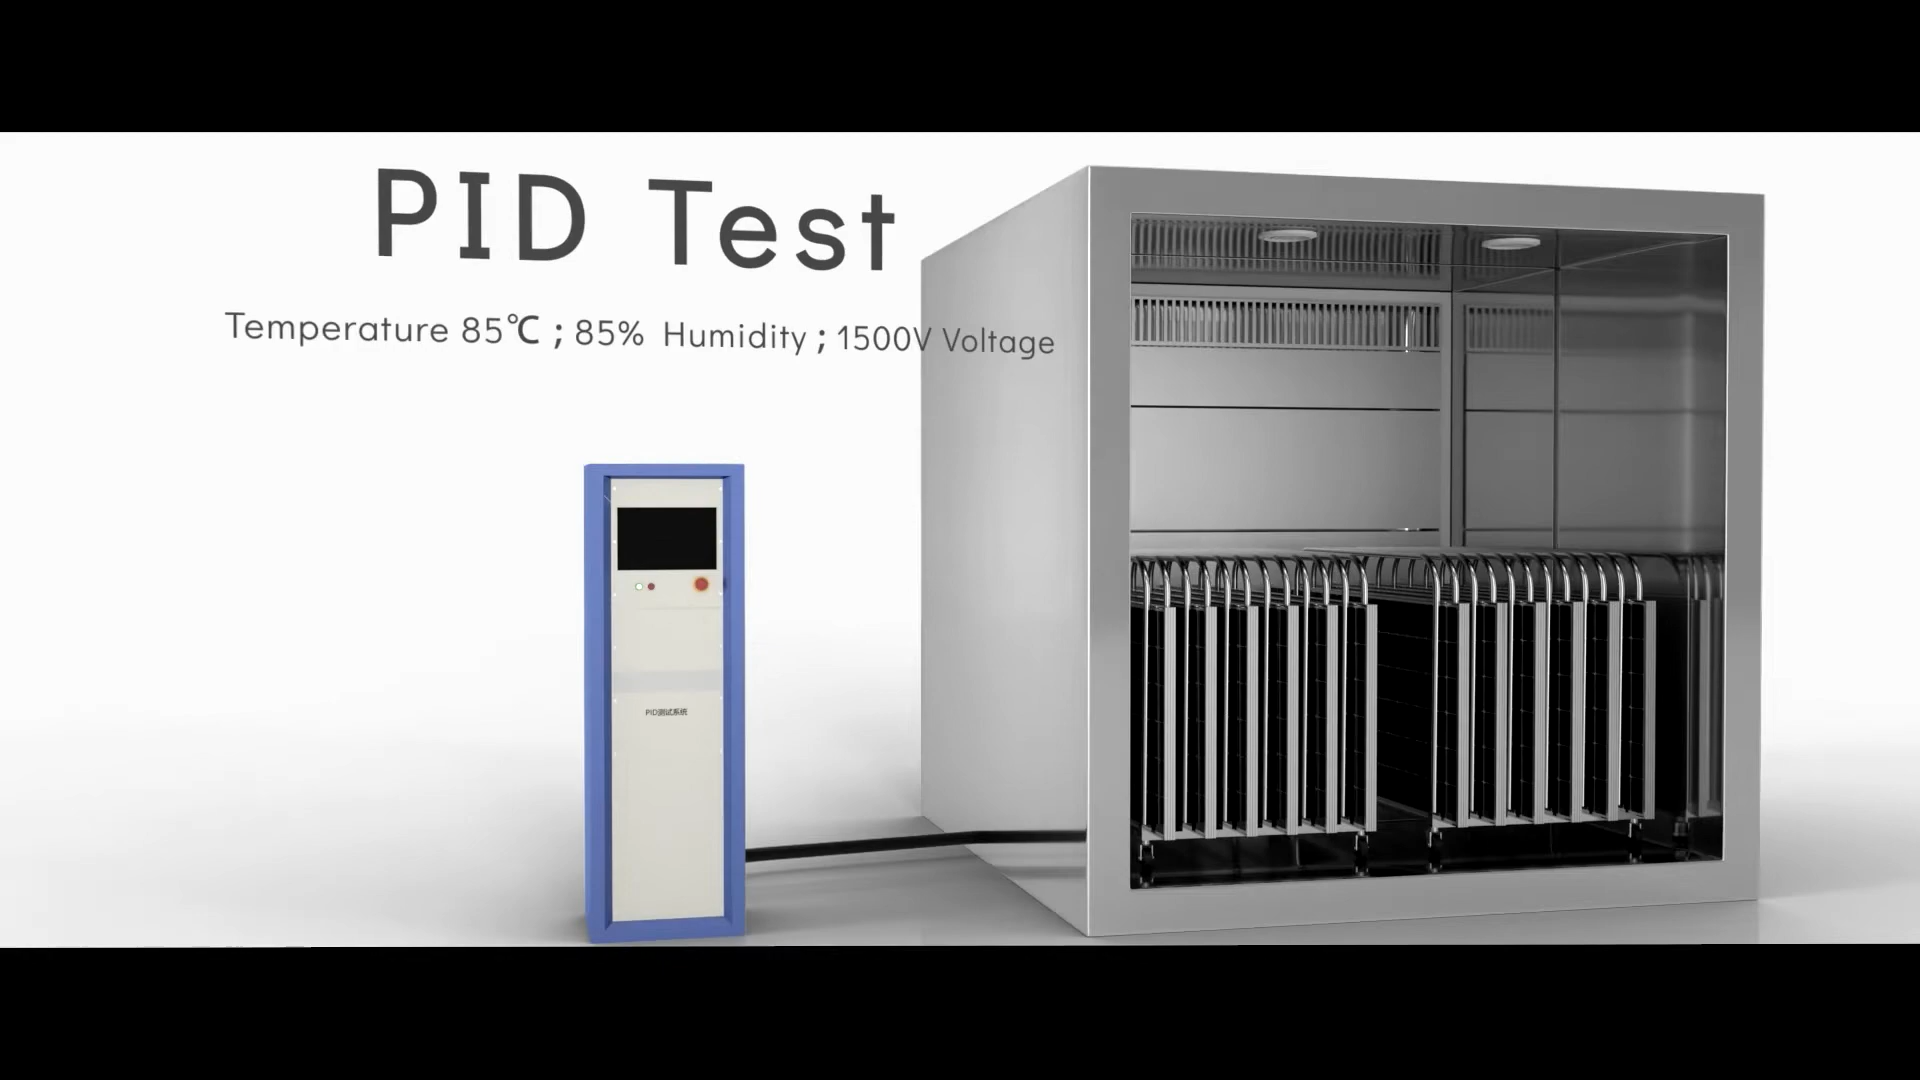 PID Test
Temperature 85℃ ; 85% Humidity ; 1500V Voltage
PID测试系统